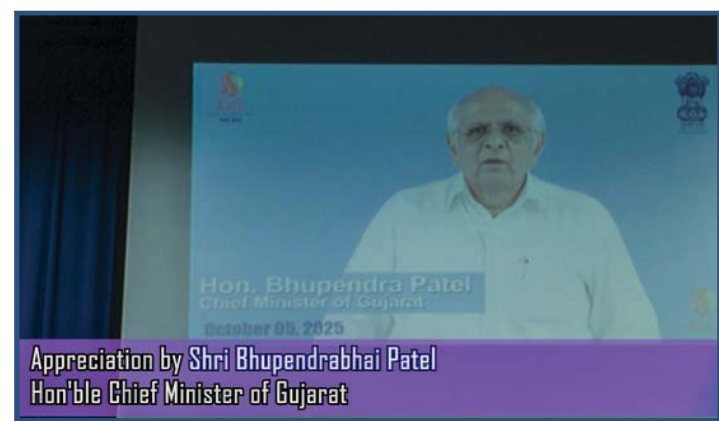 Hon. Bhupendra Patel
Chief Minister of Gujarat
October 05, 2025
Appreciation by Shri Bhupendrabhai Patel
Hon'ble Chief Minister of Gujarat